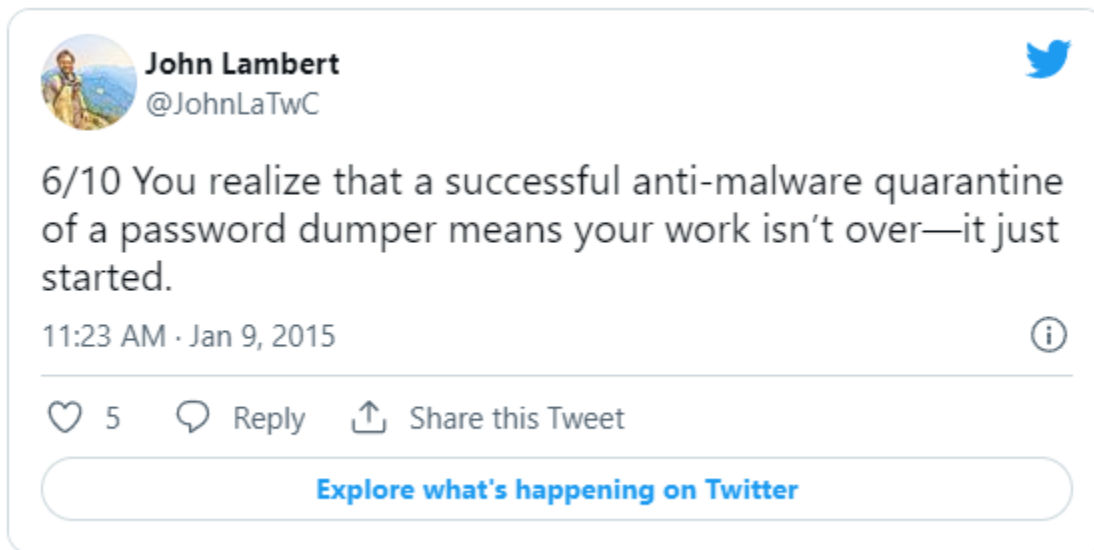 John Lambert
@JohnLaTwC
6/10 You realize that a successful anti-malware quarantine
of a password dumper means your work isn’t over—it just
started.
11:23 AM · Jan 9, 2015
5 Reply Share this Tweet
Explore what's happening on Twitter